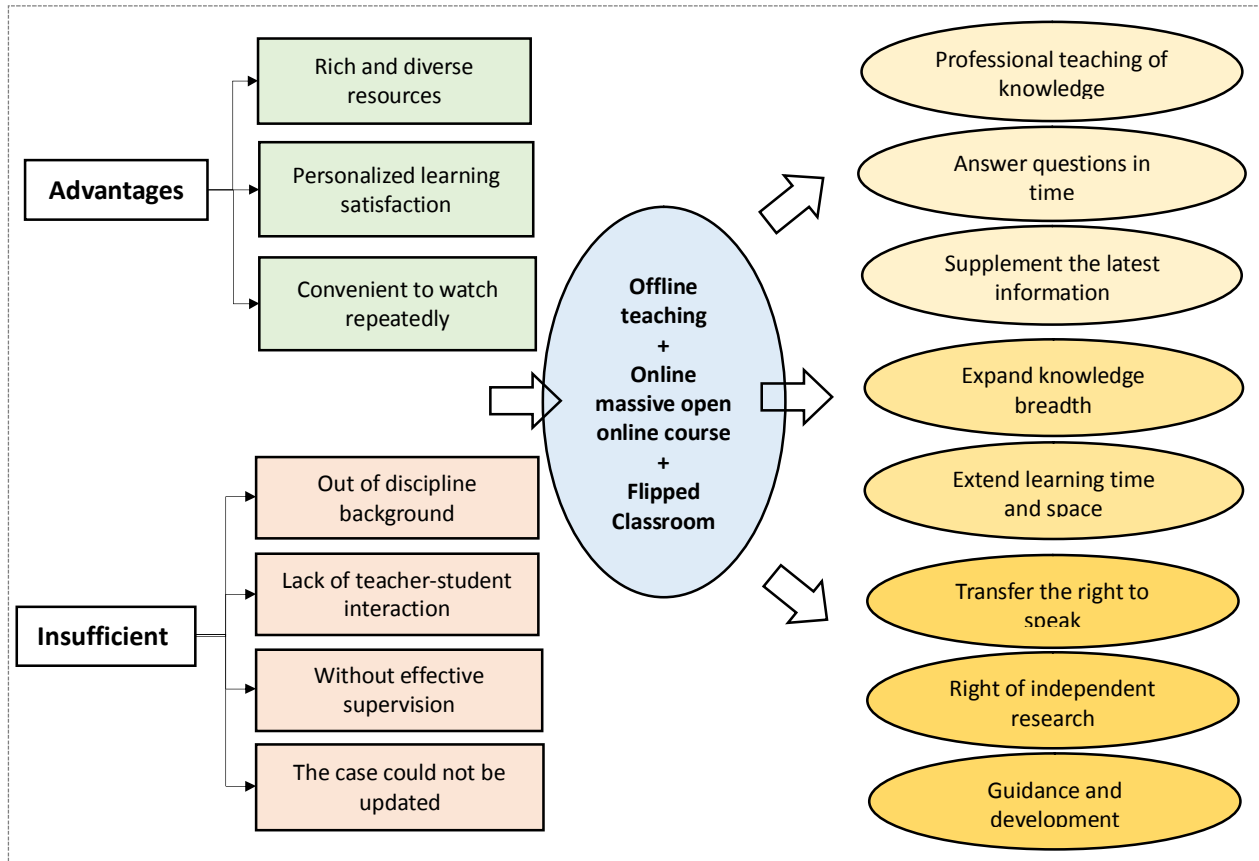 Advantages
Rich and diverse
resources
Personalized learning
satisfaction
Convenient to watch
repeatedly
Insufficient
Out of discipline
background
Lack of teacher-student
interaction
Without effective
supervision
The case could not be
updated
Offline
teaching
+
Online
massive open
online course
+
Flipped
Classroom
Professional teaching of
knowledge
Answer questions in
time
Supplement the latest
information
Expand knowledge
breadth
Extend learning time
and space
Transfer the right to
speak
Right of independent
research
Guidance and
development